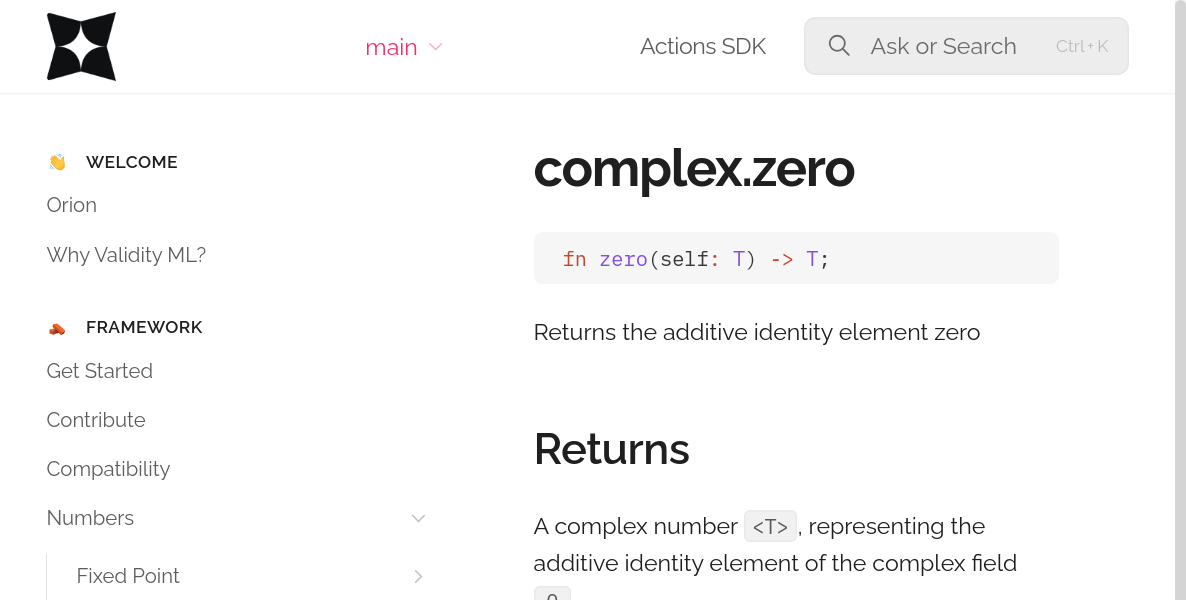 main
Actions SDK
Ask or Search
Ctrl + K
WELCOME
Orion
Why Validity ML?
FRAMEWORK
Get Started
Contribute
Compatibility
Numbers
Fixed Point
complex.zero
fn zero(self: T) -> T;
Returns the additive identity element zero
Returns
A complex number <T>, representing the
additive identity element of the complex field